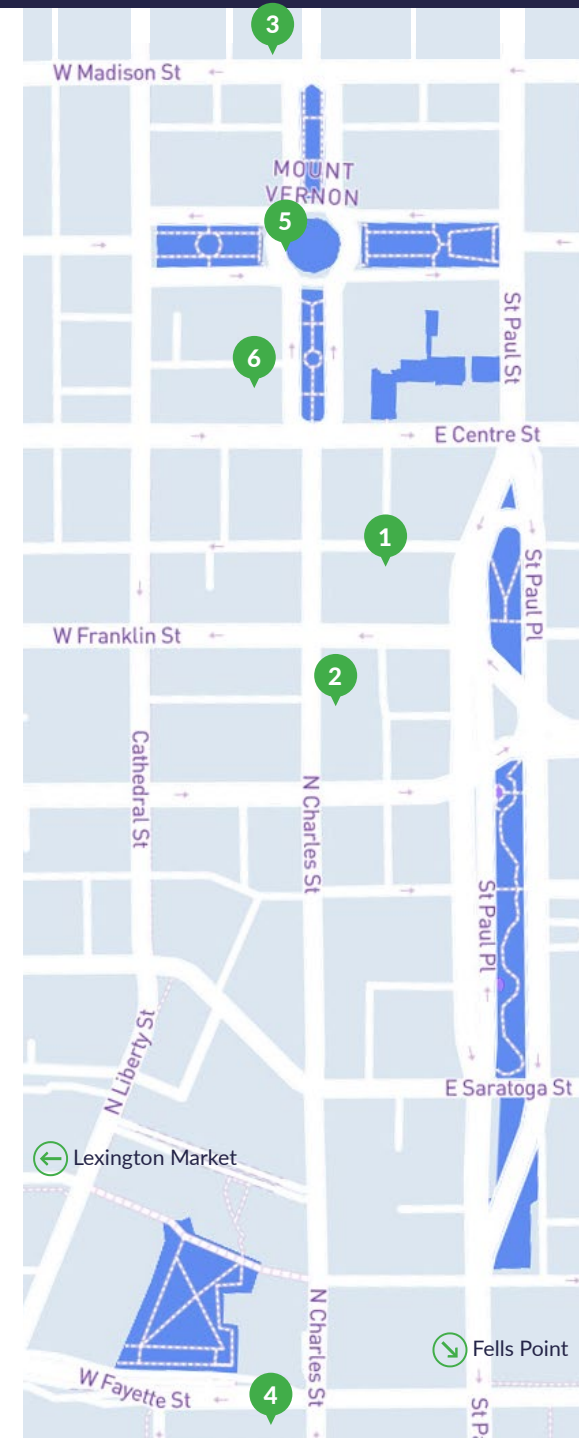 3
W Madison St
MOUNT
VERNON
5
St Paul St
6
E Centre St
1
St Paul Pl
W Franklin St
2
Cathedral St
N Charles St
St Paul Pl
N Liberty St
E Saratoga St
Lexington Market
N Charles St
Fells Point
W Fayette St
4
St P